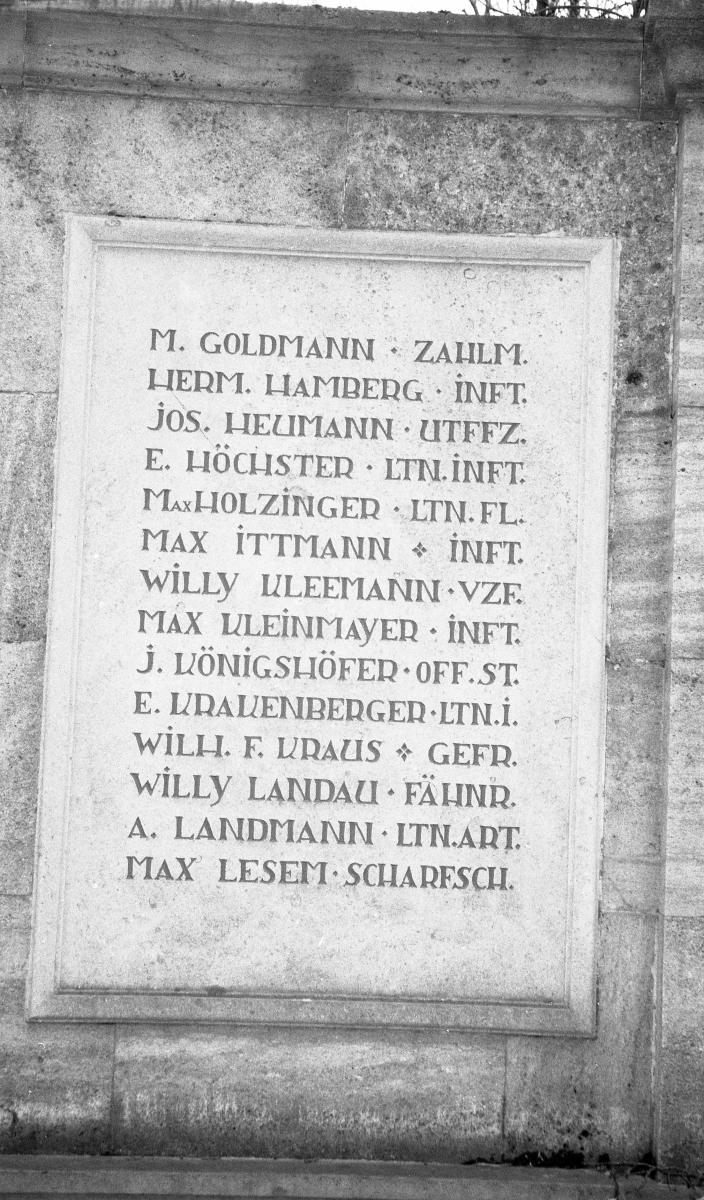 M. GOLDMANN · ZAHLM.
HERM. HAMBERG · INFT.
JOS. HEUMANN · UTFFZ.
E. HÖCHSTER · LTN. INFT.
MAX HOLZINGER · LTN. FL.
MAX ITTMANN ❖ INFT.
WILLY KLEEMANN · VZF.
MAX KLEINMAYER · INFT.
J. KÖNIGSHÖFER · OFF. ST.
E. KRAKENBERGER · LTN. I.
WILH. F. KRAUS ❖ GEFR.
WILLY LANDAU · FÄHNR.
A. LANDMANN · LTN. ART.
MAX LESEM · SCHARFSCH.